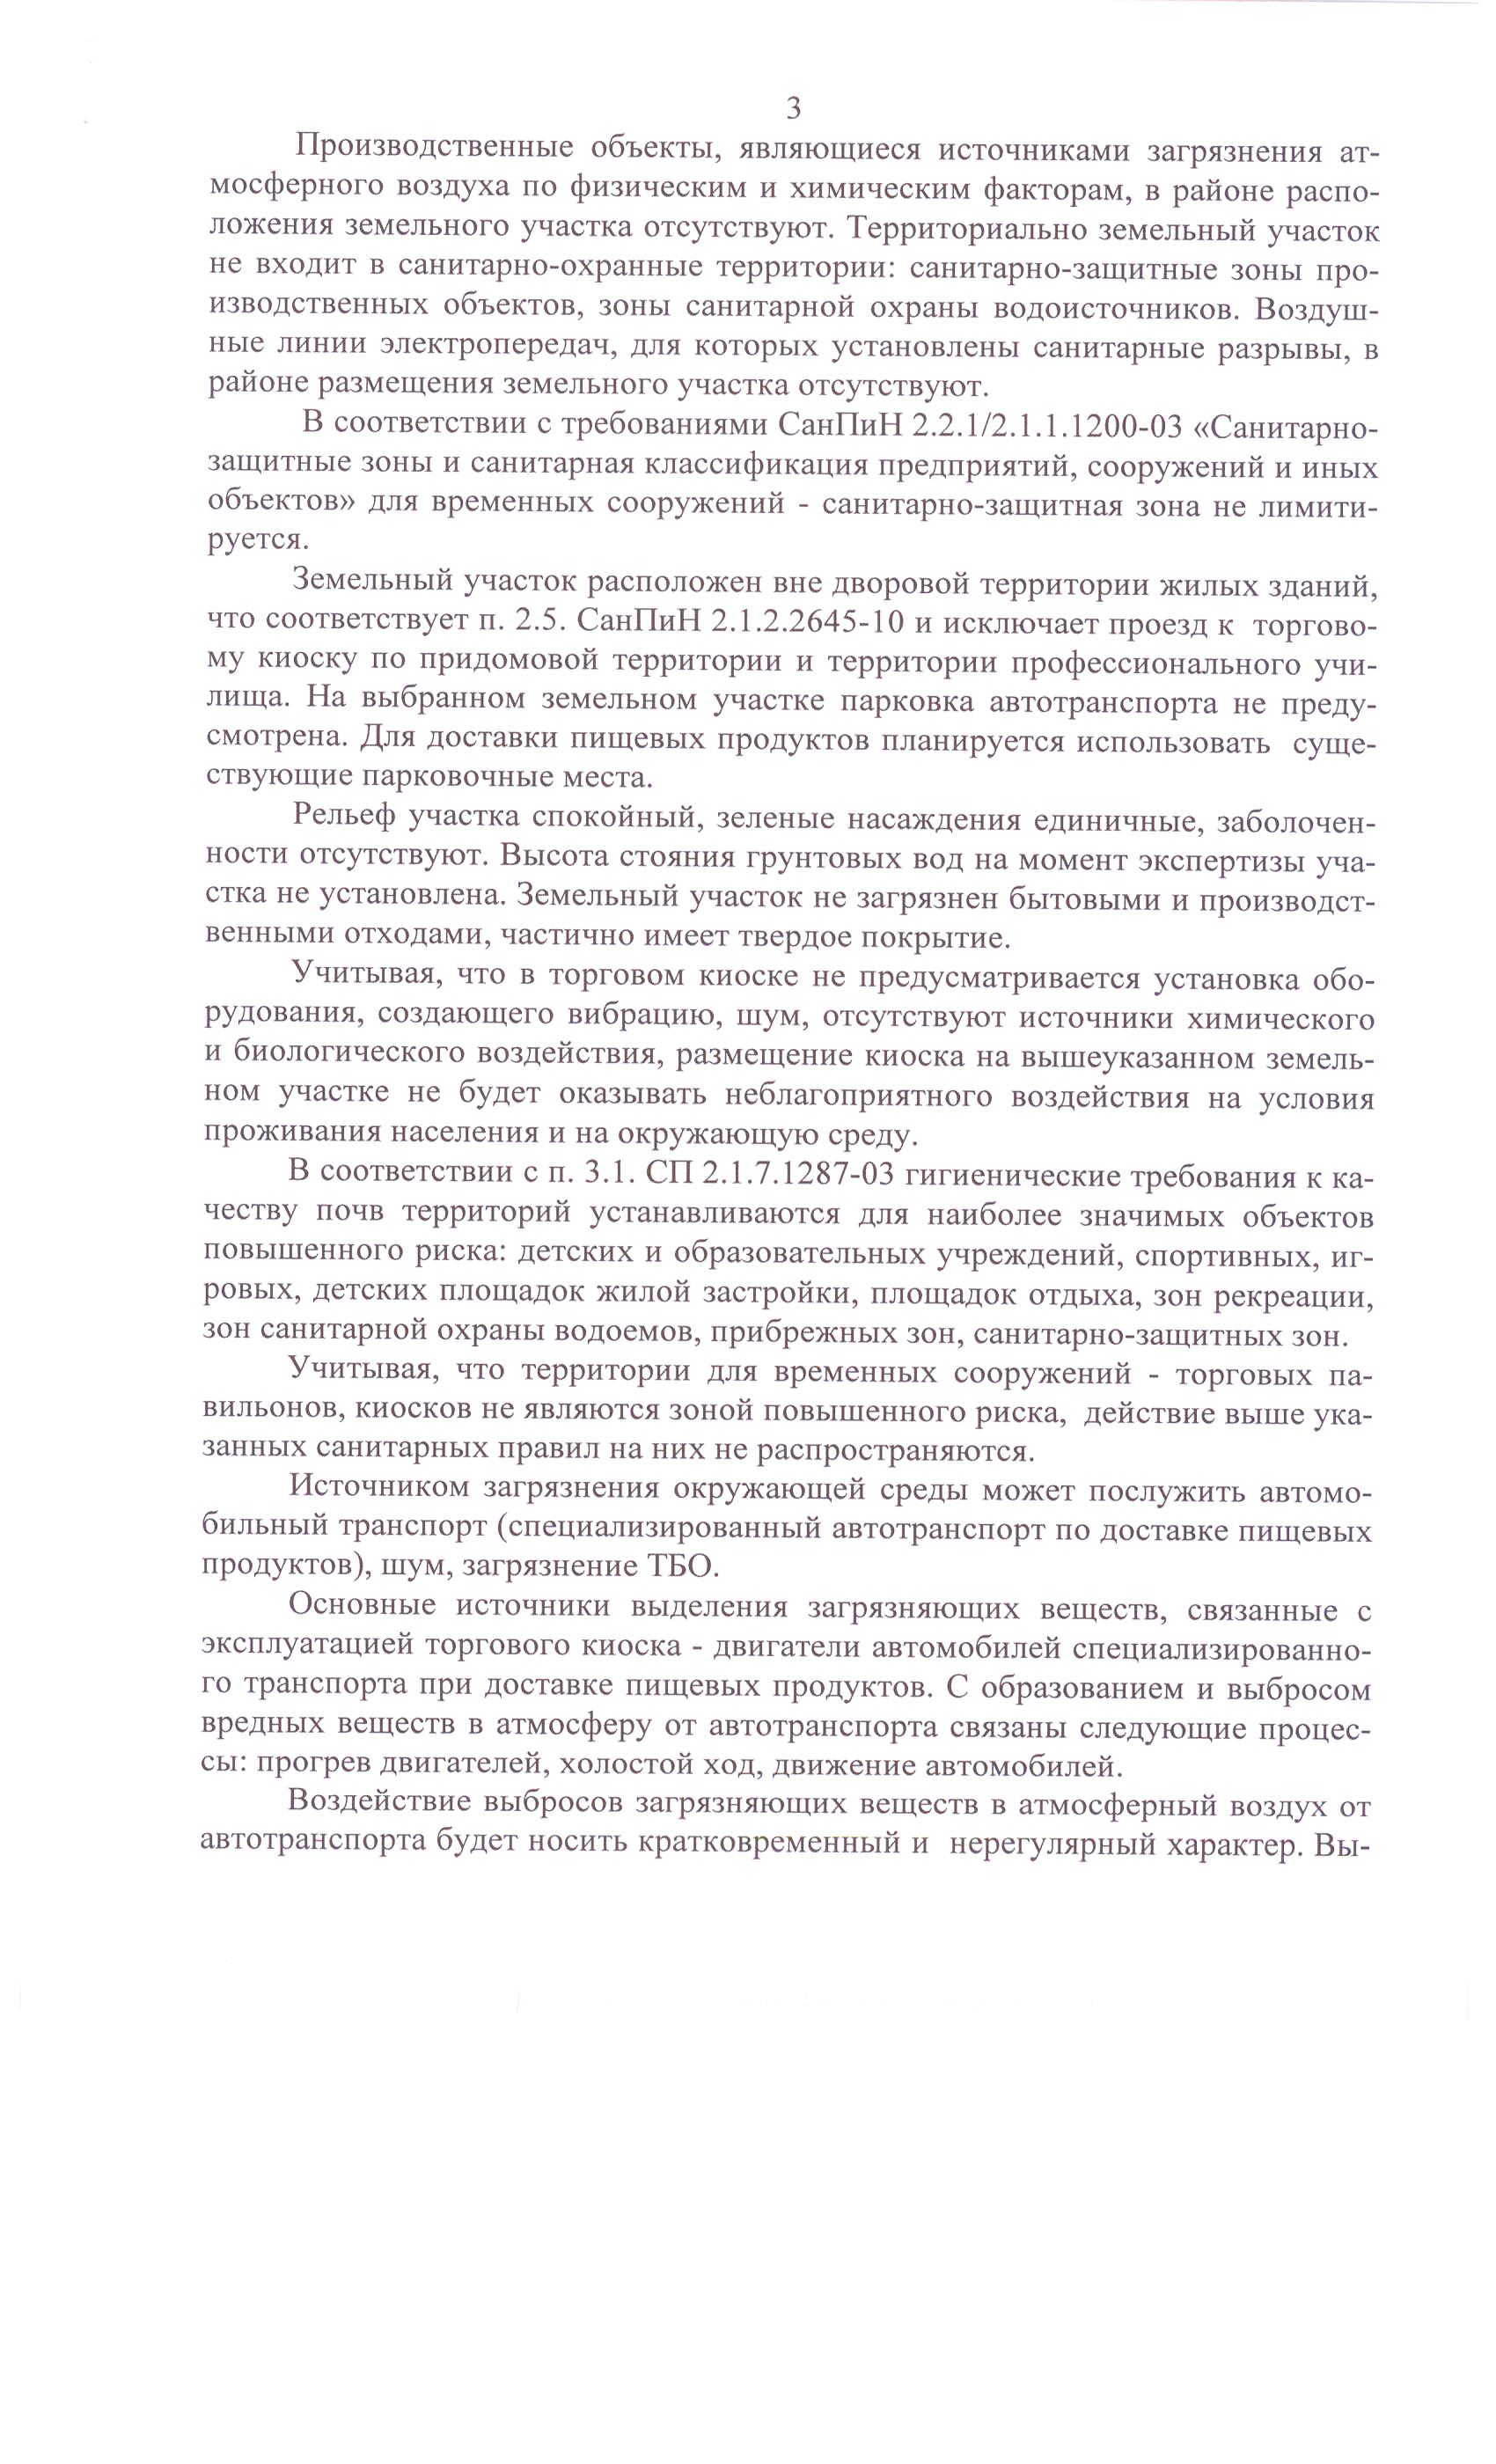 3
Производственные объекты, являющиеся источниками загрязнения ат-
мосферного воздуха по физическим и химическим факторам, в районе распо-
ложения земельного участка отсутствуют. Территориально земельный участок
не входит в санитарно-охранные территории: санитарно-защитные зоны про-
изводственных объектов, зоны санитарной охраны водоисточников. Воздуш-
ные линии электропередач, для которых установлены санитарные разрывы, в
районе размещения земельного участка отсутствуют.
В соответствии с требованиями СанПиН 2.2.1/2.1.1.1200-03 «Санитарно-
защитные зоны и санитарная классификация предприятий, сооружений и иных
объектов» для временных сооружений - санитарно-защитная зона не лимити-
руется.
Земельный участок расположен вне дворовой территории жилых зданий,
что соответствует п. 2.5. СанПиН 2.1.2.2645-10 и исключает проезд к торгово-
му киоску по придомовой территории и территории профессионального учи-
лища. На выбранном земельном участке парковка автотранспорта не преду-
смотрена. Для доставки пищевых продуктов планируется использовать суще-
ствующие парковочные места.
Рельеф участка спокойный, зеленые насаждения единичные, заболочен-
ности отсутствуют. Высота стояния грунтовых вод на момент экспертизы уча-
стка не установлена. Земельный участок не загрязнен бытовыми и производст-
венными отходами, частично имеет твердое покрытие.
Учитывая, что в торговом киоске не предусматривается установка обо-
рудования, создающего вибрацию, шум, отсутствуют источники химического
и биологического воздействия, размещение киоска на вышеуказанном земель-
ном участке не будет оказывать неблагоприятного воздействия на условия
проживания населения и на окружающую среду.
В соответствии с п. 3.1. СП 2.1.7.1287-03 гигиенические требования к ка-
честву почв территорий устанавливаются для наиболее значимых объектов
повышенного риска: детских и образовательных учреждений, спортивных, иг-
ровых, детских площадок жилой застройки, площадок отдыха, зон рекреации,
зон санитарной охраны водоемов, прибрежных зон, санитарно-защитных зон.
Учитывая, что территории для временных сооружений - торговых па-
вильонов, киосков не являются зоной повышенного риска, действие выше ука-
занных санитарных правил на них не распространяются.
Источником загрязнения окружающей среды может послужить автомо-
бильный транспорт (специализированный автотранспорт по доставке пищевых
продуктов), шум, загрязнение ТБО.
Основные источники выделения загрязняющих веществ, связанные с
эксплуатацией торгового киоска - двигатели автомобилей специализированно-
го транспорта при доставке пищевых продуктов. С образованием и выбросом
вредных веществ в атмосферу от автотранспорта связаны следующие процес-
сы: прогрев двигателей, холостой ход, движение автомобилей.
Воздействие выбросов загрязняющих веществ в атмосферный воздух от
автотранспорта будет носить кратковременный и нерегулярный характер. Вы-